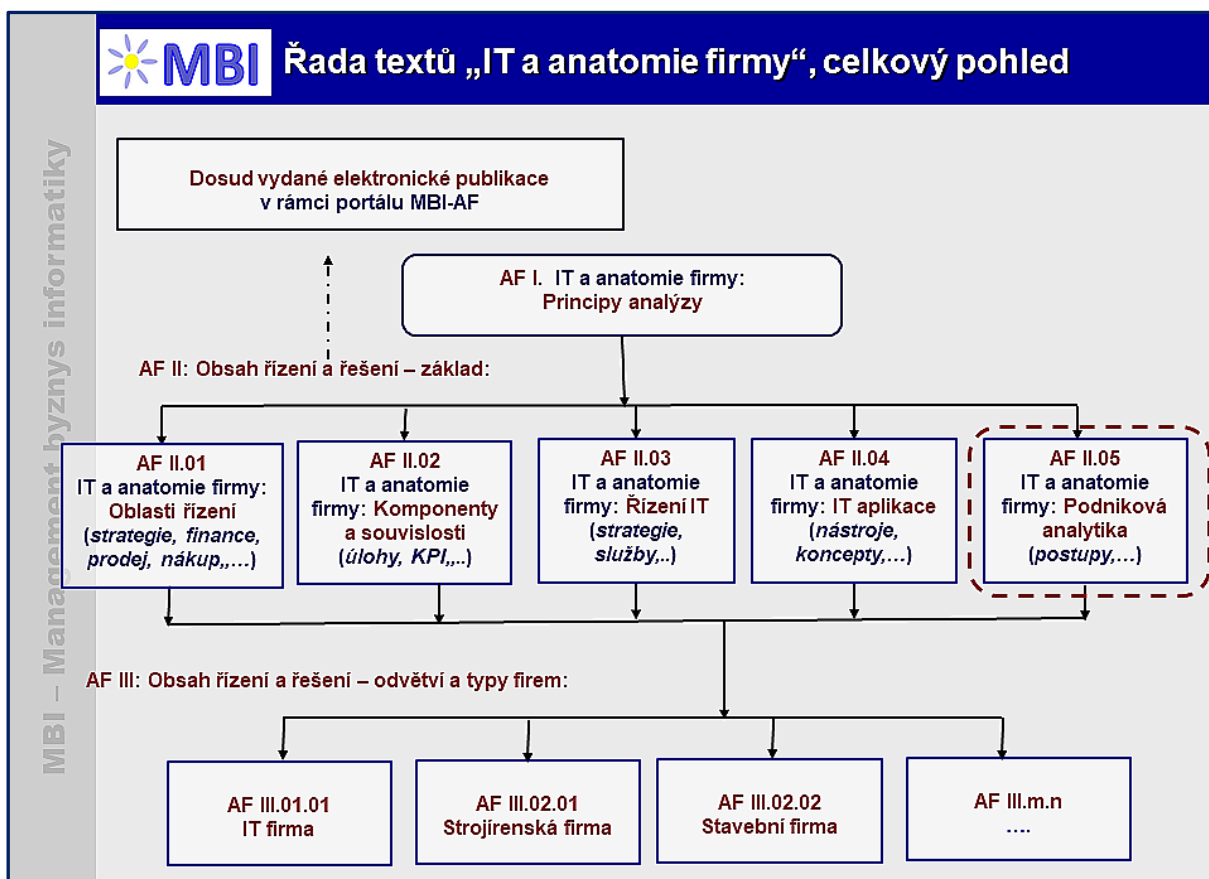 MBI
Řada textů „IT a anatomie firmy“, celkový pohled
MBI – Management byznys informatiky
Dosud vydané elektronické publikace
v rámci portálu MBI-AF
AF I. IT a anatomie firmy:
Principy analýzy
AF II: Obsah řízení a řešení – základ:
AF II.01
IT a anatomie firmy:
Oblasti řízení
(strategie, finance,
prodej, nákup,,…)
AF II.02
IT a anatomie
firmy: Komponenty
a souvislosti
(úlohy, KPI,,..)
AF II.03
IT a anatomie
firmy: Řízení IT
(strategie,
služby,..)
AF II.04
IT a anatomie
firmy: IT aplikace
(nástroje,
koncepty,…)
AF II.05
IT a anatomie
firmy: Podniková
analytika
(postupy,…)
AF III: Obsah řízení a řešení – odvětví a typy firem:
AF III.01.01
IT firma
AF III.02.01
Strojírenská firma
AF III.02.02
Stavební firma
AF III.m.n
….